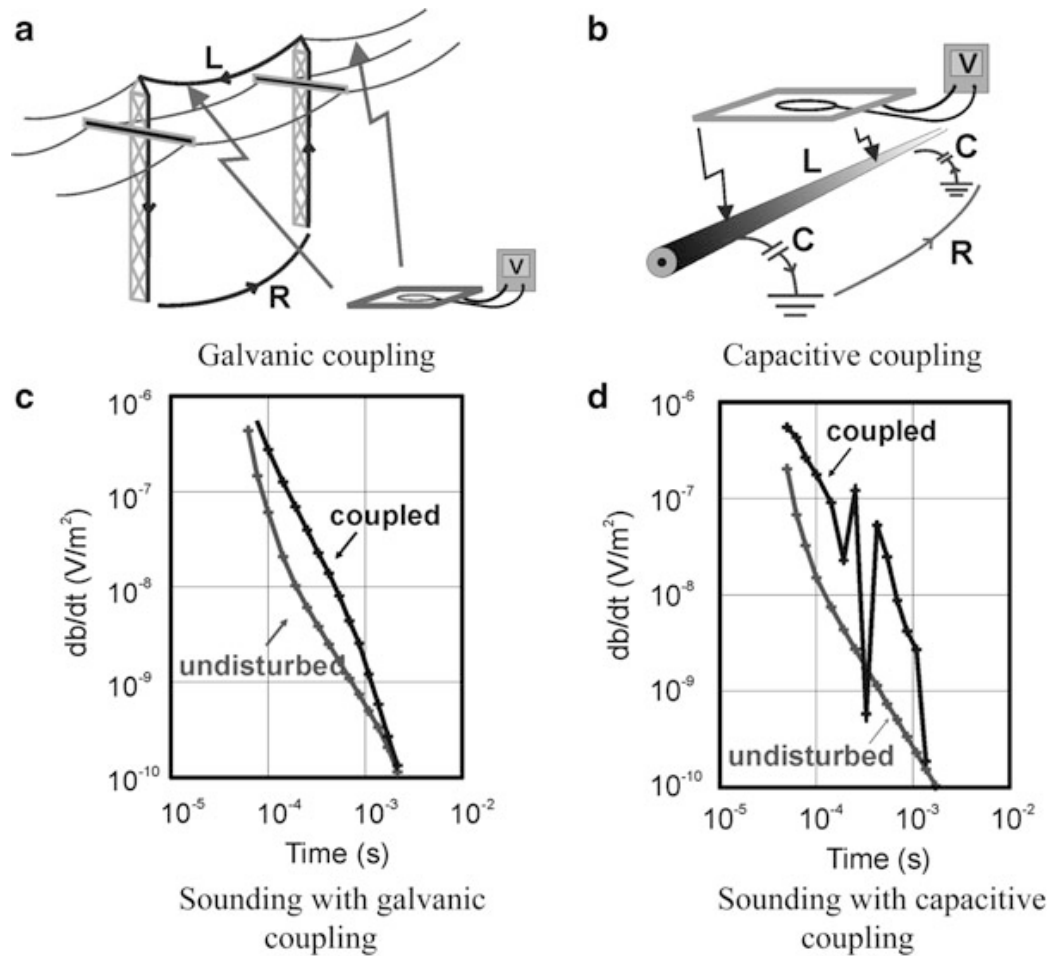 a
L
R
V
Galvanic coupling
b
V
L
C
C
R
Capacitive coupling
c
db/dt (V/m²)
10⁻⁶
10⁻⁷
10⁻⁸
10⁻⁹
10⁻¹⁰
coupled
undisturbed
10⁻⁵ 10⁻⁴ 10⁻³ 10⁻²
Time (s)
Sounding with galvanic
coupling
d
db/dt (V/m²)
10⁻⁶
10⁻⁷
10⁻⁸
10⁻⁹
10⁻¹⁰
coupled
undisturbed
10⁻⁵ 10⁻⁴ 10⁻³ 10⁻²
Time (s)
Sounding with capacitive
coupling